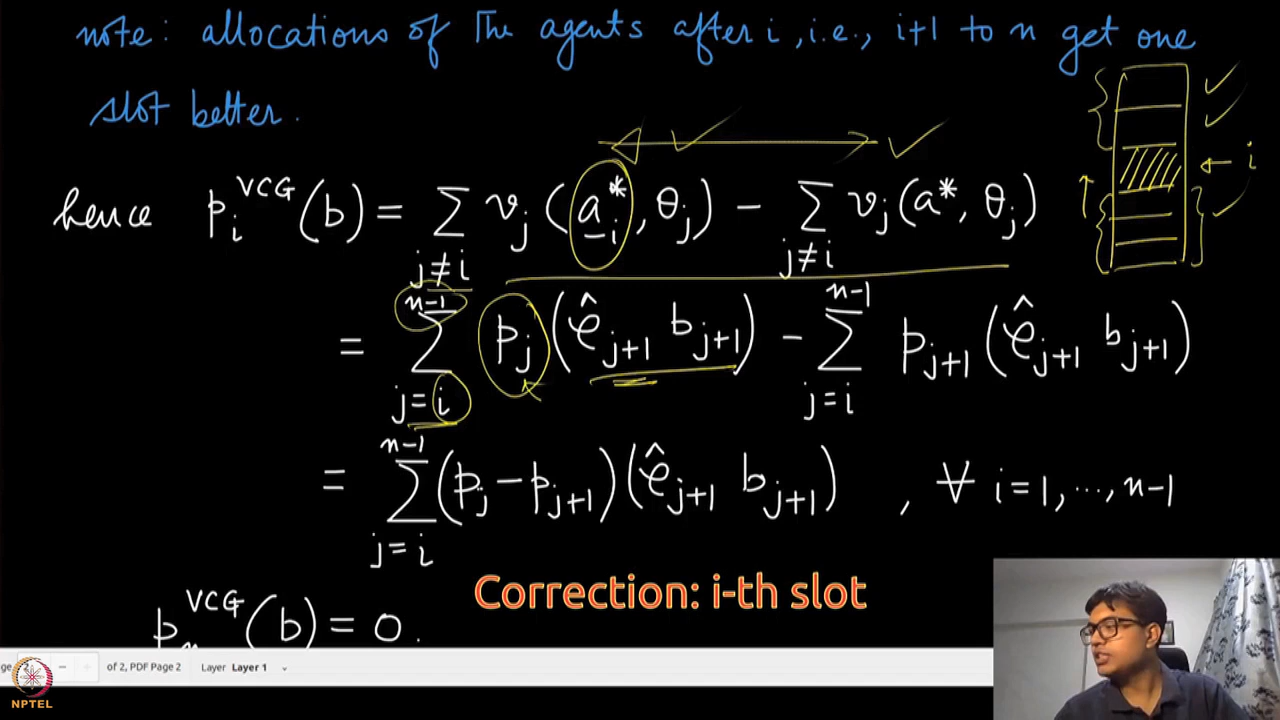 note: allocations of the agents after i, i.e., i+1 to n get one
slot better.
i
hence p_i^VCG (b) = Σ_{j≠i} v_j (a*_{-i}, θ_j) − Σ_{j≠i} v_j (a*, θ_j)
= Σ_{j=i}^{n-1} p_j (ê_{j+1} b_{j+1}) − Σ_{j=i}^{n-1} p_{j+1} (ê_{j+1} b_{j+1})
= Σ_{j=i}^{n-1} (p_j − p_{j+1}) (ê_{j+1} b_{j+1}) , ∀ i=1, ..., n-1
Correction: i-th slot
p_n^VCG (b) = 0.
of 2, PDF Page 2 Layer Layer 1
NPTEL